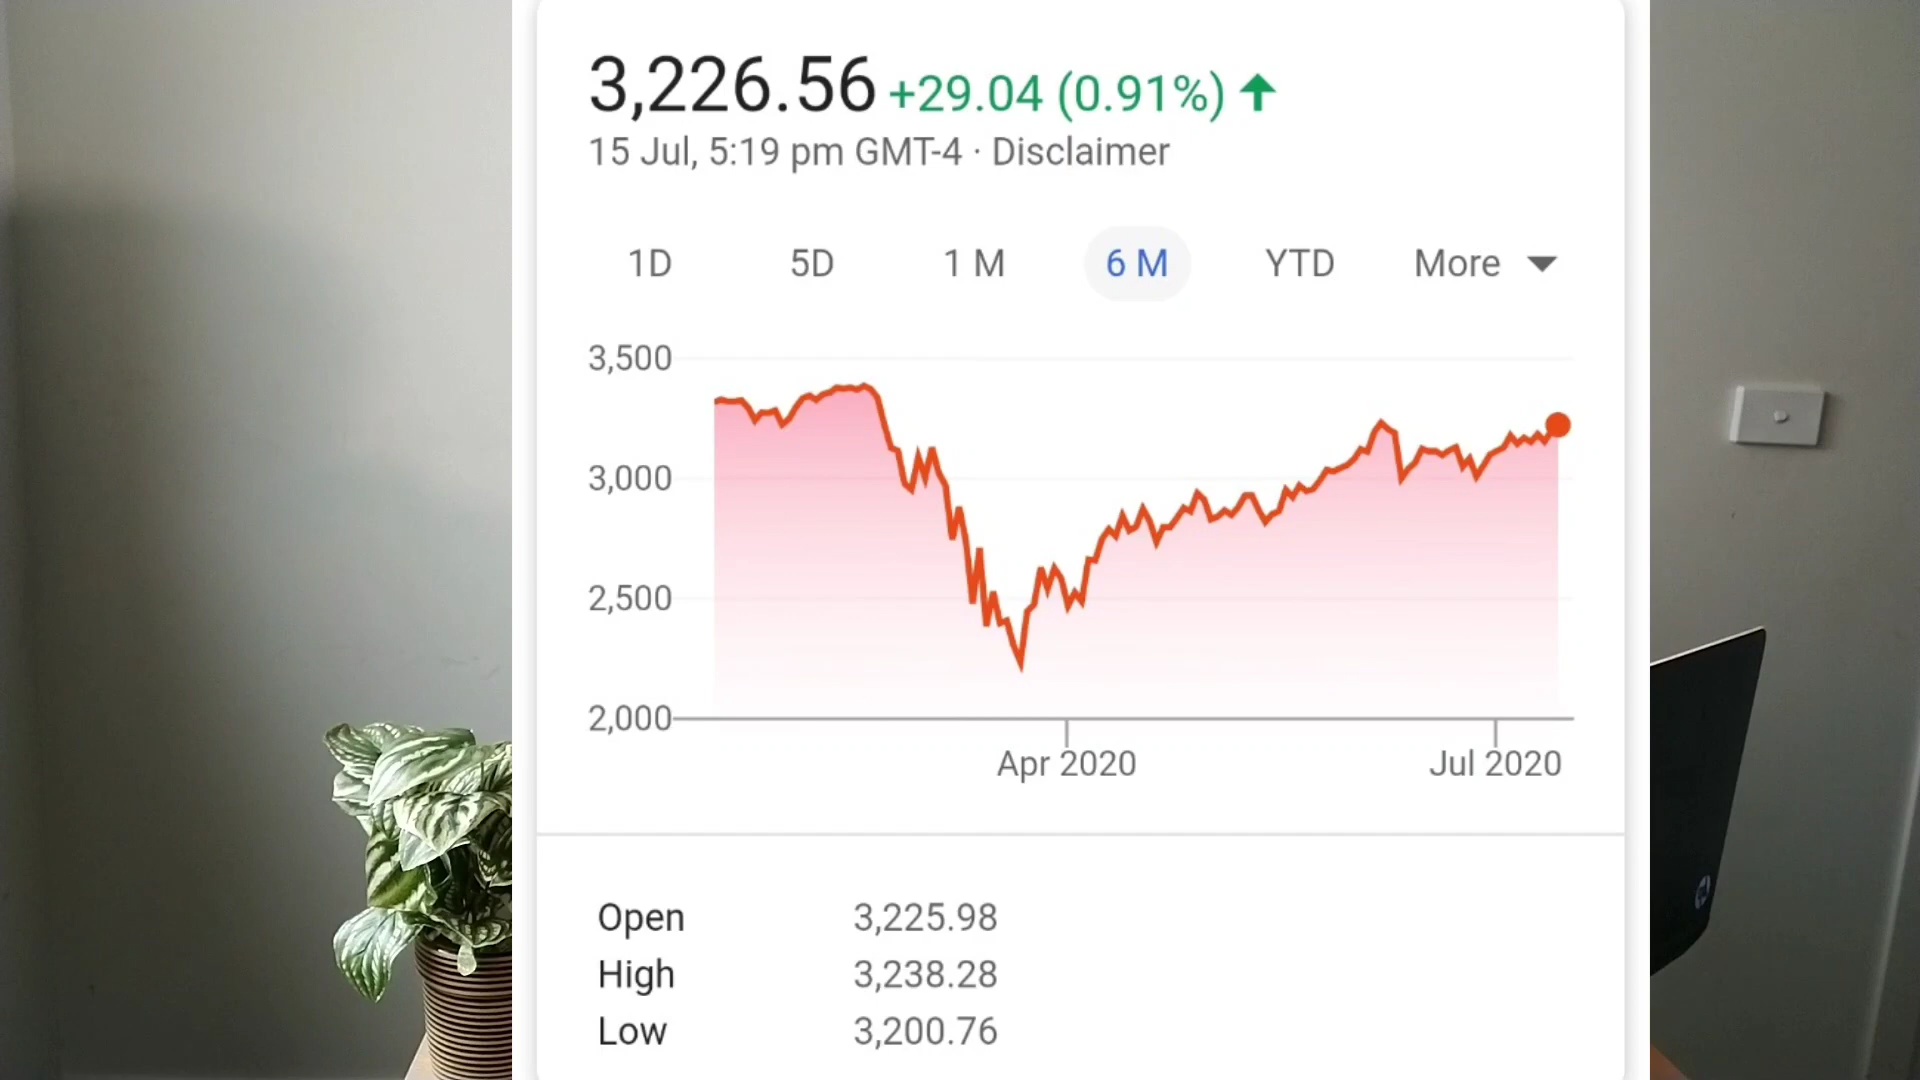 3,226.56 +29.04 (0.91%)
15 Jul, 5:19 pm GMT-4 · Disclaimer
1D 5D 1 M 6 M YTD More
3,500
3,000
2,500
2,000
Apr 2020 Jul 2020
Open 3,225.98
High 3,238.28
Low 3,200.76